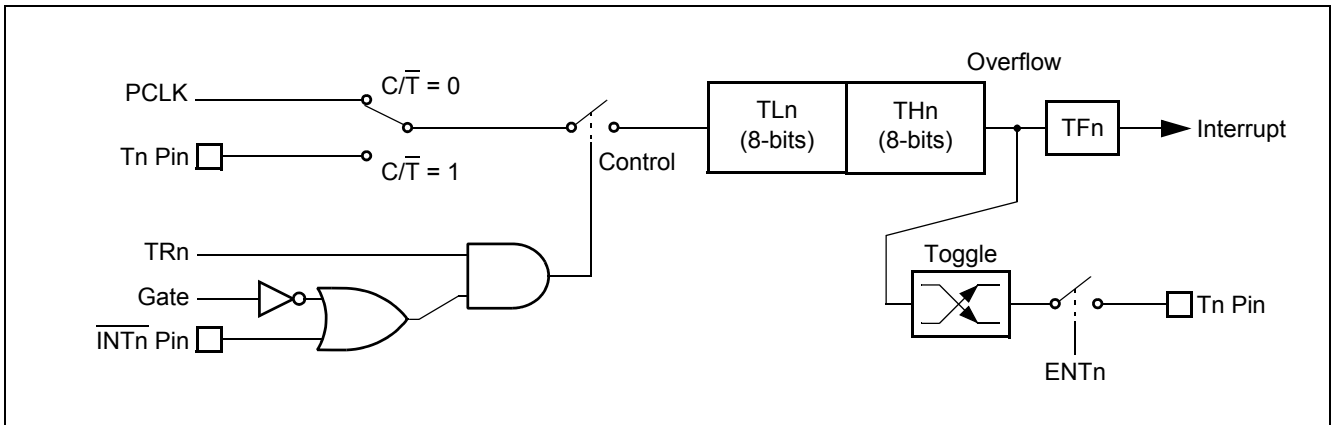 Overflow
PCLK
C/T̅ = 0
TLn
(8-bits)
THn
(8-bits)
TFn
Interrupt
Tn Pin
C/T̅ = 1
Control
TRn
Gate
I̅N̅T̅n̅ Pin
Toggle
Tn Pin
ENTn